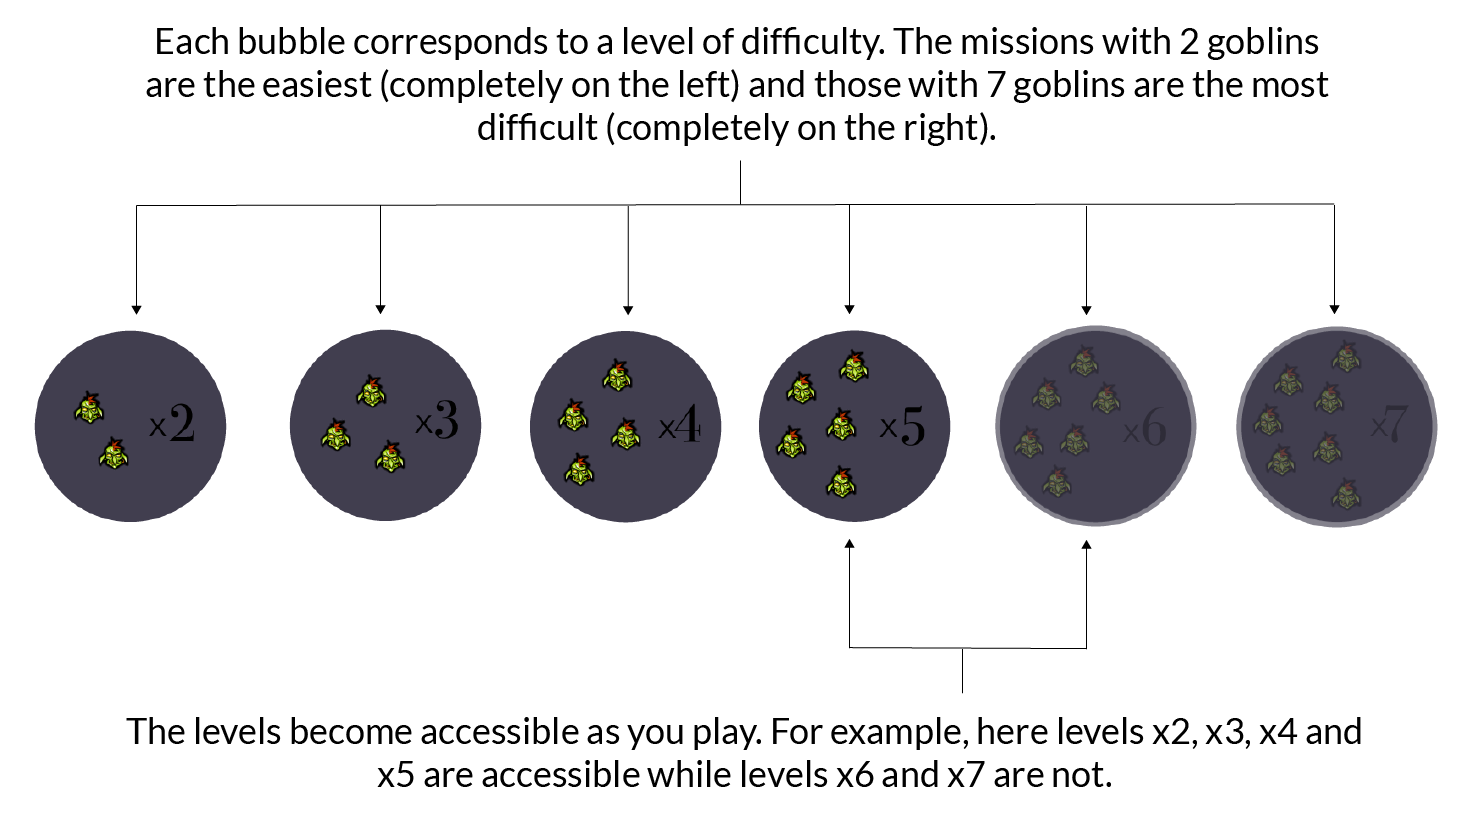 Each bubble corresponds to a level of difficulty. The missions with 2 goblins
are the easiest (completely on the left) and those with 7 goblins are the most
difficult (completely on the right).
x2
x3
x4
x5
x6
x7
The levels become accessible as you play. For example, here levels x2, x3, x4 and
x5 are accessible while levels x6 and x7 are not.